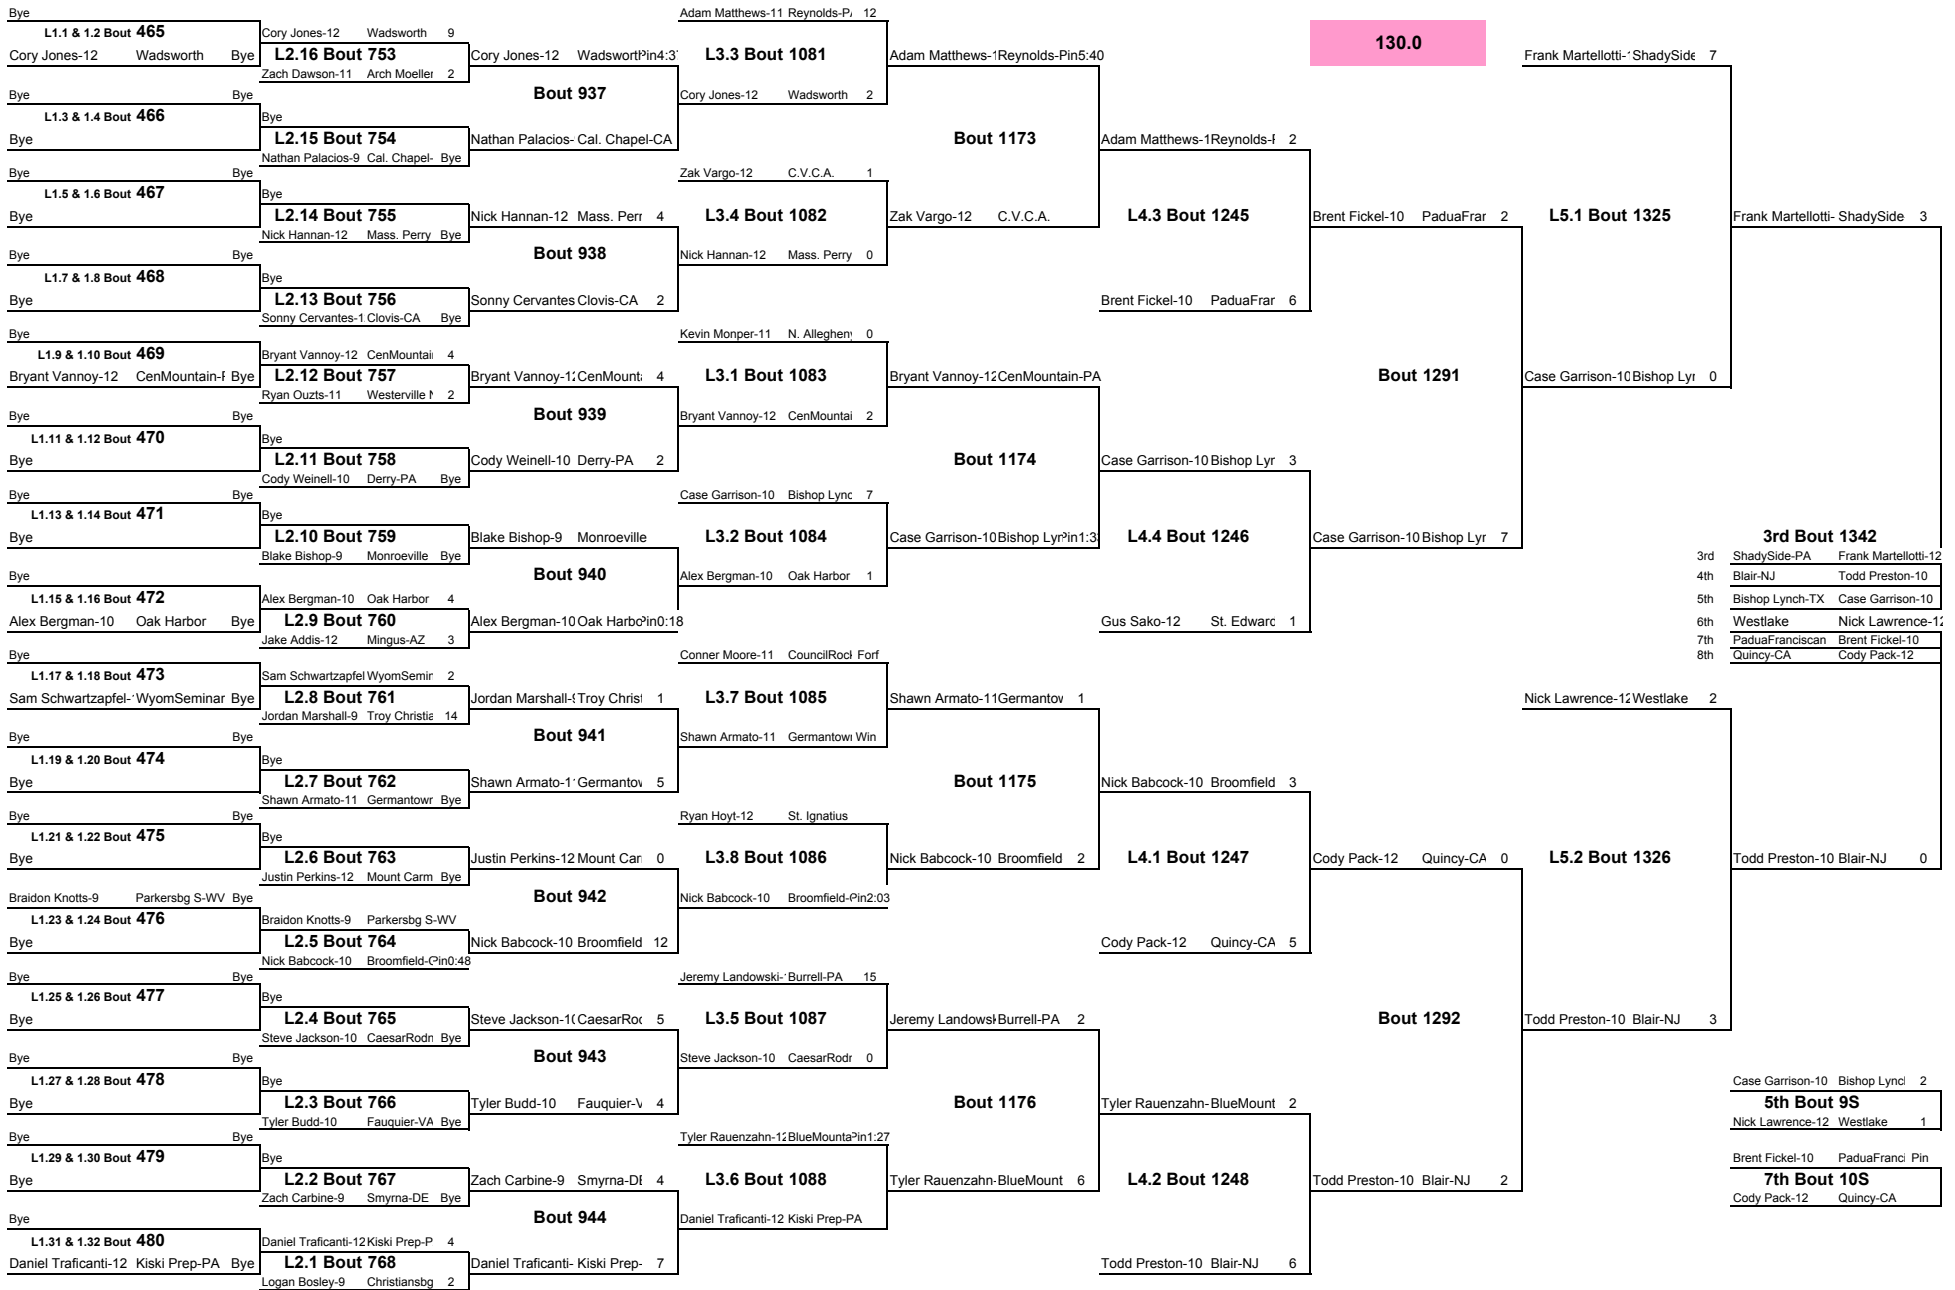 Bye
L1.1 & 1.2 Bout 465
Cory Jones-12 Wadsworth Bye
Bye Bye
L1.3 & 1.4 Bout 466
Bye
Bye Bye
L1.5 & 1.6 Bout 467
Bye
Bye Bye
L1.7 & 1.8 Bout 468
Bye
Bye
L1.9 & 1.10 Bout 469
Bryant Vannoy-12 CenMountain-F Bye
Bye Bye
L1.11 & 1.12 Bout 470
Bye
Bye Bye
L1.13 & 1.14 Bout 471
Bye
Bye
L1.15 & 1.16 Bout 472
Alex Bergman-10 Oak Harbor Bye
Bye
L1.17 & 1.18 Bout 473
Sam Schwartzapfel- WyomSeminar Bye
Bye Bye
L1.19 & 1.20 Bout 474
Bye
Bye Bye
L1.21 & 1.22 Bout 475
Bye
Braidon Knotts-9 Parkersbg S-WV Bye
L1.23 & 1.24 Bout 476
Bye
Bye Bye
L1.25 & 1.26 Bout 477
Bye
Bye Bye
L1.27 & 1.28 Bout 478
Bye
Bye Bye
L1.29 & 1.30 Bout 479
Bye
Bye
L1.31 & 1.32 Bout 480
Daniel Traficanti-12 Kiski Prep-PA Bye
Cory Jones-12 Wadsworth 9
L2.16 Bout 753
Zach Dawson-11 Arch Moeller 2
Bye
L2.15 Bout 754
Nathan Palacios-9 Cal. Chapel- Bye
Bye
L2.14 Bout 755
Nick Hannan-12 Mass. Perry Bye
Bye
L2.13 Bout 756
Sonny Cervantes-1 Clovis-CA Bye
Bryant Vannoy-12 CenMountai 4
L2.12 Bout 757
Ryan Ouzts-11 Westerville N 2
Bye
L2.11 Bout 758
Cody Weinell-10 Derry-PA Bye
Bye
L2.10 Bout 759
Blake Bishop-9 Monroeville Bye
Alex Bergman-10 Oak Harbor 4
L2.9 Bout 760
Jake Addis-12 Mingus-AZ 3
Sam Schwartzapfel WyomSemin 2
L2.8 Bout 761
Jordan Marshall-9 Troy Christia 14
Bye
L2.7 Bout 762
Shawn Armato-11 Germantown Bye
Bye
L2.6 Bout 763
Justin Perkins-12 Mount Carm Bye
Braidon Knotts-9 Parkersbg S-WV
L2.5 Bout 764
Nick Babcock-10 Broomfield- Pin0:48
Bye
L2.4 Bout 765
Steve Jackson-10 CaesarRodn Bye
Bye
L2.3 Bout 766
Tyler Budd-10 Fauquier-VA Bye
Bye
L2.2 Bout 767
Zach Carbine-9 Smyrna-DE Bye
Daniel Traficanti-12 Kiski Prep-P 4
L2.1 Bout 768
Logan Bosley-9 Christiansbg 2
Cory Jones-12 Wadsworth Pin4:37
Bout 937
Nathan Palacios- Cal. Chapel-CA
Nick Hannan-12 Mass. Perr 4
Bout 938
Sonny Cervantes Clovis-CA 2
Bryant Vannoy-12 CenMounta 4
Bout 939
Cody Weinell-10 Derry-PA 2
Blake Bishop-9 Monroeville
Bout 940
Alex Bergman-10 Oak Harbo Pin0:18
Jordan Marshall-9 Troy Christ 1
Bout 941
Shawn Armato-11 Germantow 5
Justin Perkins-12 Mount Carr 0
Bout 942
Nick Babcock-10 Broomfield 12
Steve Jackson-10 CaesarRod 5
Bout 943
Tyler Budd-10 Fauquier-V 4
Zach Carbine-9 Smyrna-DE 4
Bout 944
Daniel Traficanti- Kiski Prep- 7
Adam Matthews-11 Reynolds-P 12
L3.3 Bout 1081
Cory Jones-12 Wadsworth 2
Zak Vargo-12 C.V.C.A. 1
L3.4 Bout 1082
Nick Hannan-12 Mass. Perry 0
Kevin Monper-11 N. Allegheny 0
L3.1 Bout 1083
Bryant Vannoy-12 CenMountai 2
Case Garrison-10 Bishop Lync 7
L3.2 Bout 1084
Alex Bergman-10 Oak Harbor 1
Conner Moore-11 CouncilRock Forf
L3.7 Bout 1085
Shawn Armato-11 Germantown Win
Ryan Hoyt-12 St. Ignatius
L3.8 Bout 1086
Nick Babcock-10 Broomfield- Pin2:03
Jeremy Landowski- Burrell-PA 15
L3.5 Bout 1087
Steve Jackson-10 CaesarRodn 0
Tyler Rauenzahn-12 BlueMounta Pin1:27
L3.6 Bout 1088
Daniel Traficanti-12 Kiski Prep-PA
Adam Matthews-1 Reynolds- Pin5:40
Bout 1173
Zak Vargo-12 C.V.C.A.
Bryant Vannoy-12 CenMountain-PA
Bout 1174
Case Garrison-10 Bishop Lyn Pin1:3
Shawn Armato-11 Germantow 1
Bout 1175
Nick Babcock-10 Broomfield 2
Jeremy Landowsk Burrell-PA 2
Bout 1176
Tyler Rauenzahn- BlueMount 6
Adam Matthews-1 Reynolds-F 2
L4.3 Bout 1245
Brent Fickel-10 PaduaFran 6
Case Garrison-10 Bishop Lyn 3
L4.4 Bout 1246
Gus Sako-12 St. Edward 1
Nick Babcock-10 Broomfield 3
L4.1 Bout 1247
Cody Pack-12 Quincy-CA 5
Tyler Rauenzahn- BlueMount 2
L4.2 Bout 1248
Todd Preston-10 Blair-NJ 6
130.0
Brent Fickel-10 PaduaFran 2
Bout 1291
Case Garrison-10 Bishop Lyn 7
Cody Pack-12 Quincy-CA 0
Bout 1292
Todd Preston-10 Blair-NJ 2
Frank Martellotti- ShadySide 7
L5.1 Bout 1325
Case Garrison-10 Bishop Lyn 0
Nick Lawrence-12 Westlake 2
L5.2 Bout 1326
Todd Preston-10 Blair-NJ 3
Frank Martellotti- ShadySide 3
3rd Bout 1342
3rd ShadySide-PA Frank Martellotti-12
4th Blair-NJ Todd Preston-10
5th Bishop Lynch-TX Case Garrison-10
6th Westlake Nick Lawrence-12
7th PaduaFranciscan Brent Fickel-10
8th Quincy-CA Cody Pack-12
Todd Preston-10 Blair-NJ 0
Case Garrison-10 Bishop Lyncl 2
5th Bout 9S
Nick Lawrence-12 Westlake 1
Brent Fickel-10 PaduaFranci Pin
7th Bout 10S
Cody Pack-12 Quincy-CA